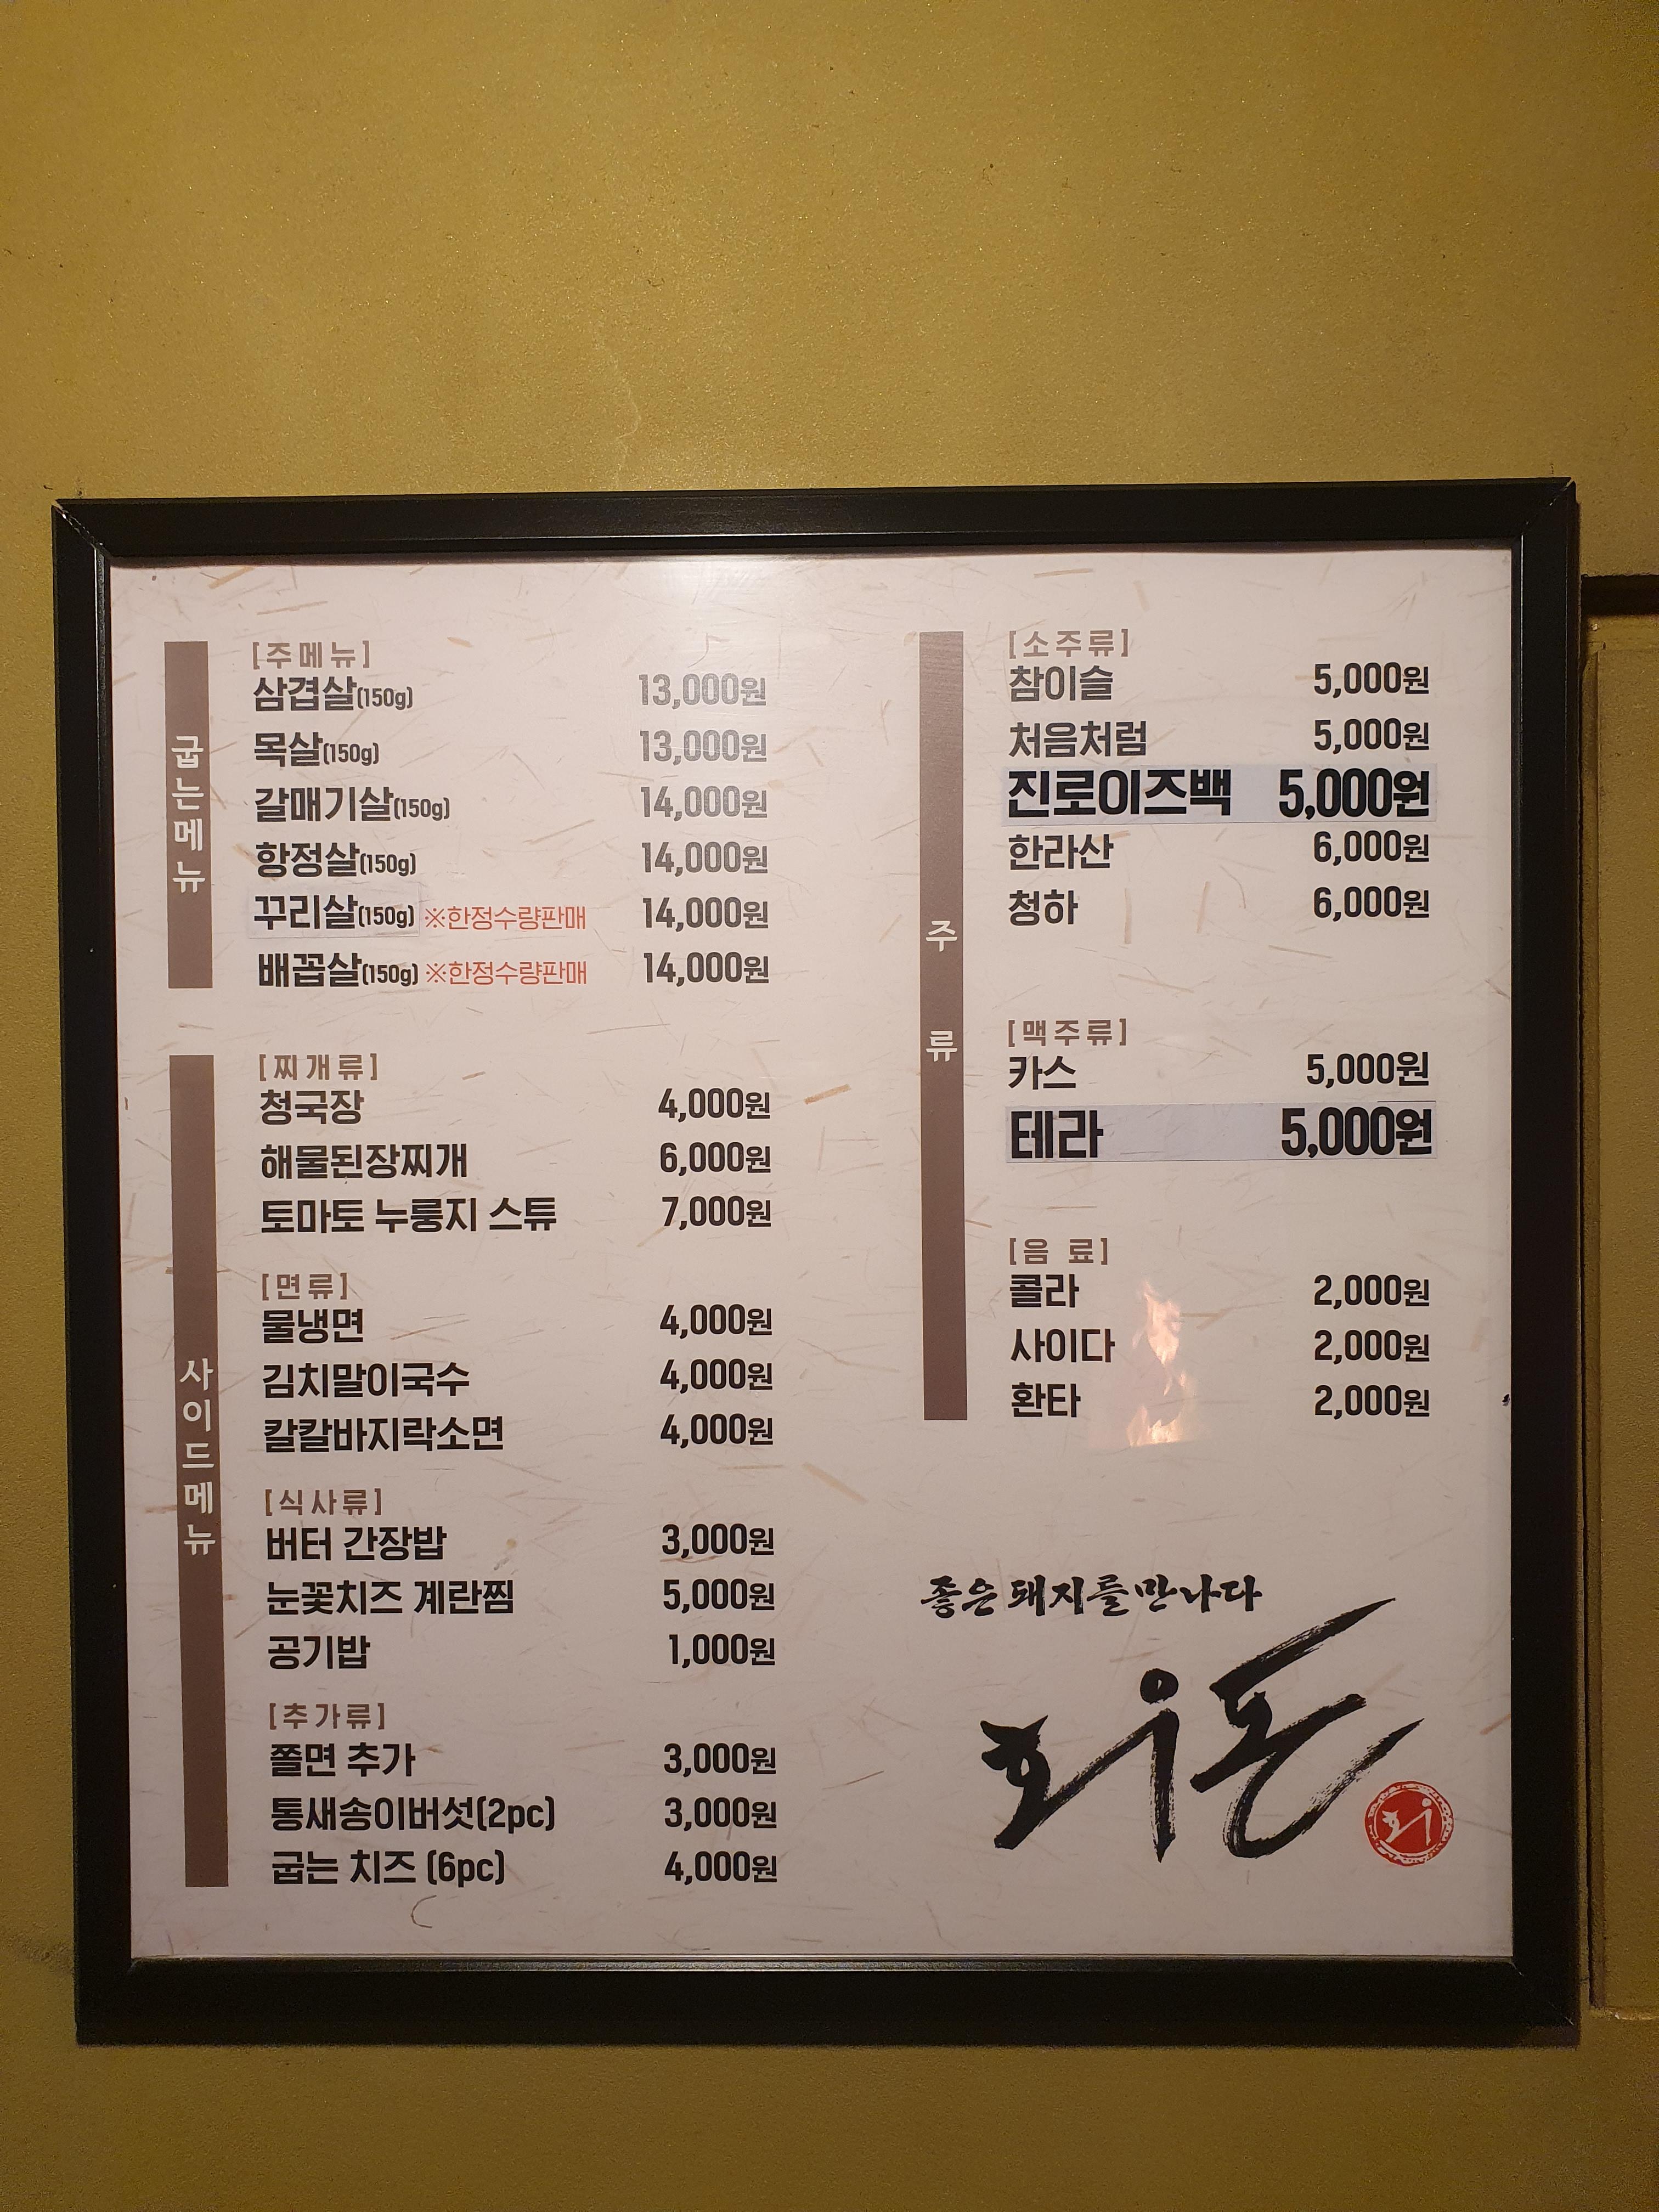 굽는메뉴
[주메뉴]
삼겹살(150g) 13,000원
목살(150g) 13,000원
갈매기살(150g) 14,000원
항정살(150g) 14,000원
꾸리살(150g) ※한정수량판매 14,000원
배꼽살(150g) ※한정수량판매 14,000원
사이드메뉴
[찌개류]
청국장 4,000원
해물된장찌개 6,000원
토마토 누룽지 스튜 7,000원
[면류]
물냉면 4,000원
김치말이국수 4,000원
칼칼바지락소면 4,000원
[식사류]
버터 간장밥 3,000원
눈꽃치즈 계란찜 5,000원
공기밥 1,000원
[추가류]
쫄면 추가 3,000원
통새송이버섯(2pc) 3,000원
굽는 치즈 (6pc) 4,000원
주류
[소주류]
참이슬 5,000원
처음처럼 5,000원
진로이즈백 5,000원
한라산 6,000원
청하 6,000원
[맥주류]
카스 5,000원
테라 5,000원
[음 료]
콜라 2,000원
사이다 2,000원
환타 2,000원
좋은 돼지를 만나다
회우돈